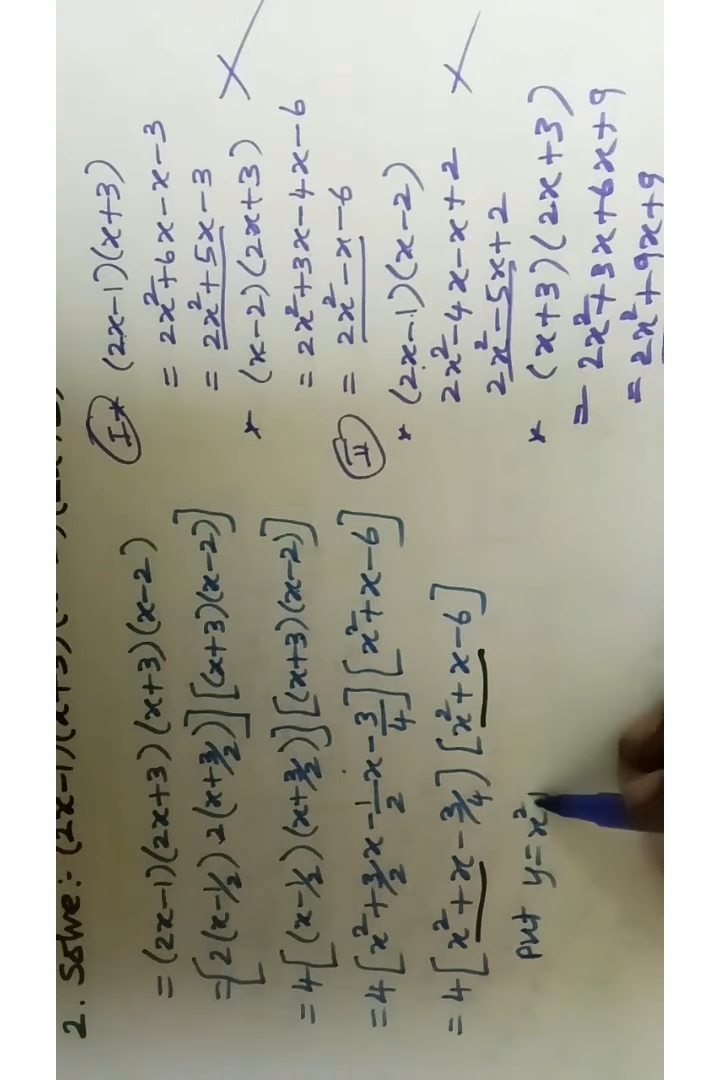 2. Solve:- (2x-1)(x+3)
= (2x-1)(2x+3)(x+3)(x-2)
= [2(x-1/2).2(x+3/2)][(x+3)(x-2)]
= 4[(x-1/2)(x+3/2)][(x+3)(x-2)]
= 4[x²+3/2x-1/2x-3/4][x²+x-6]
= 4[x²+x-3/4)[x²+x-6]
put y=x²
I * (2x-1)(x+3)
= 2x²+6x-x-3
= 2x²+5x-3
* (x-2)(2x+3)
= 2x²+3x-4x-6
= 2x²-x-6
II
* (2x-1)(x-2)
2x²-4x-x+2
2x²-5x+2
* (x+3)(2x+3)
= 2x²+3x+6x+9
= 2x²+9x+9